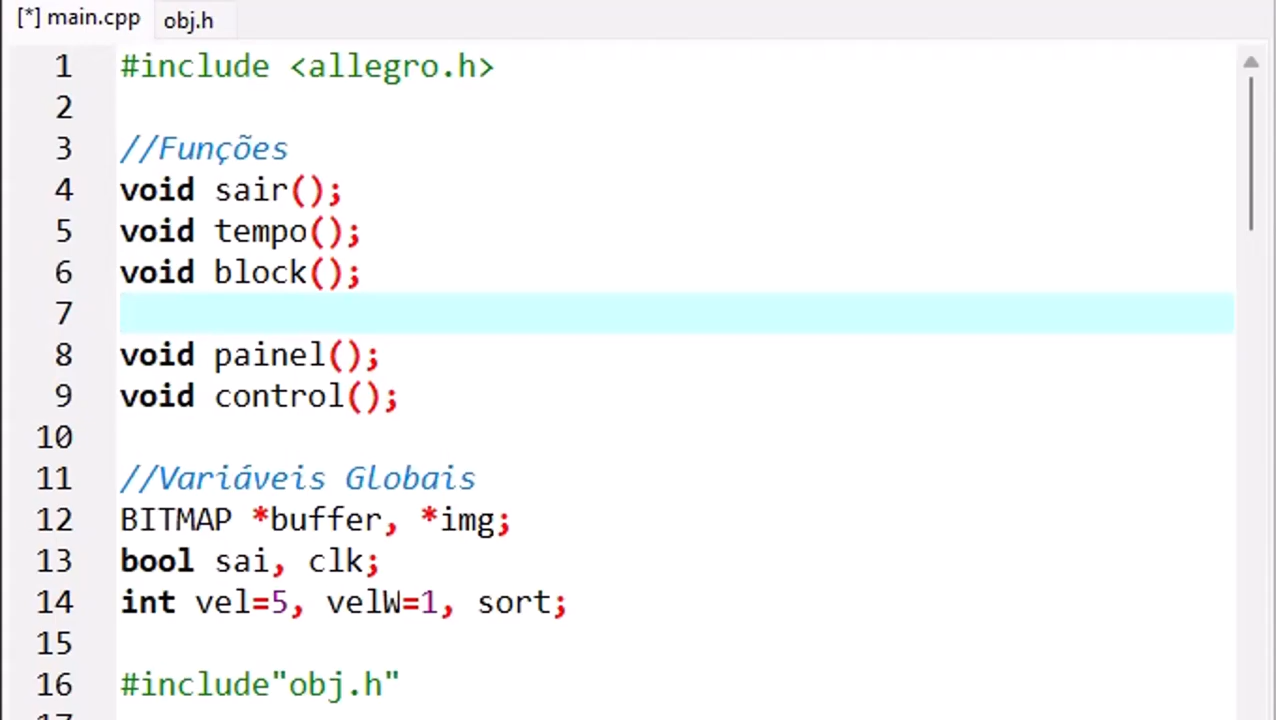 [*] main.cpp obj.h
1 #include <allegro.h>
2
3 //Funções
4 void sair();
5 void tempo();
6 void block();
7
8 void painel();
9 void control();
10
11 //Variáveis Globais
12 BITMAP *buffer, *img;
13 bool sai, clk;
14 int vel=5, velW=1, sort;
15
16 #include"obj.h"
17